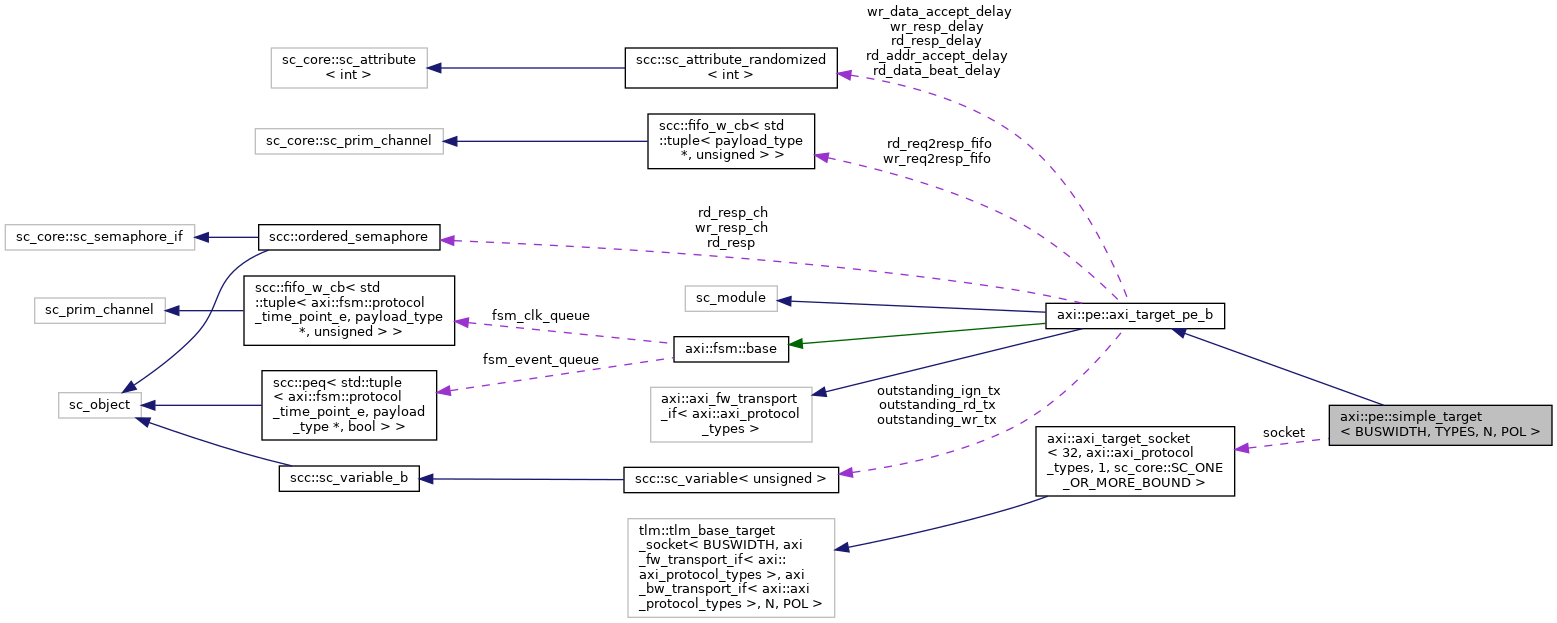 wr_data_accept_delay
wr_resp_delay
rd_resp_delay
rd_addr_accept_delay
rd_data_beat_delay
sc_core::sc_attribute
< int >
scc::sc_attribute_randomized
< int >
sc_core::sc_prim_channel
scc::fifo_w_cb< std
::tuple< payload_type
*, unsigned > >
rd_req2resp_fifo
wr_req2resp_fifo
sc_core::sc_semaphore_if
scc::ordered_semaphore
rd_resp_ch
wr_resp_ch
rd_resp
sc_prim_channel
scc::fifo_w_cb< std
::tuple< axi::fsm::protocol
_time_point_e, payload_type
*, unsigned > >
fsm_clk_queue
sc_module
axi::pe::axi_target_pe_b
axi::fsm::base
fsm_event_queue
sc_object
scc::peq< std::tuple
< axi::fsm::protocol
_time_point_e, payload
_type *, bool > >
axi::axi_fw_transport
_if< axi::axi_protocol
_types >
outstanding_ign_tx
outstanding_rd_tx
outstanding_wr_tx
axi::pe::simple_target
< BUSWIDTH, TYPES, N, POL >
socket
axi::axi_target_socket
< 32, axi::axi_protocol
_types, 1, sc_core::SC_ONE
_OR_MORE_BOUND >
scc::sc_variable_b
scc::sc_variable< unsigned >
tlm::tlm_base_target
_socket< BUSWIDTH, axi
_fw_transport_if< axi::
axi_protocol_types >, axi
_bw_transport_if< axi::axi
_protocol_types >, N, POL >